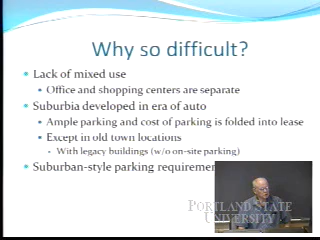 Why so difficult?
Lack of mixed use
Office and shopping centers are separate
Suburbia developed in era of auto
Ample parking and cost of parking is folded into lease
Except in old town locations
With legacy buildings (w/o on-site parking)
Suburban-style parking
PORTLAND STATE
UNIVERSITY